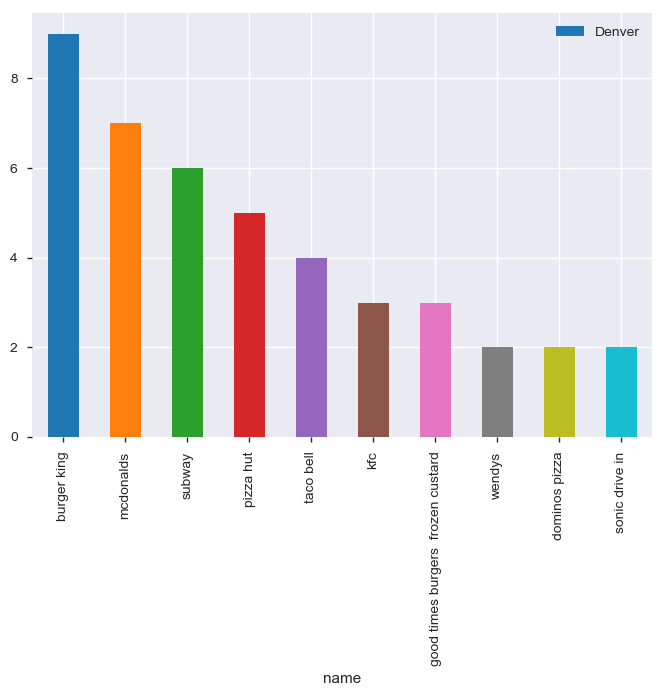 Denver
8
6
4
2
0
burger king
mcdonalds
subway
pizza hut
taco bell
kfc
good times burgers  frozen custard
wendys
dominos pizza
sonic drive in
name